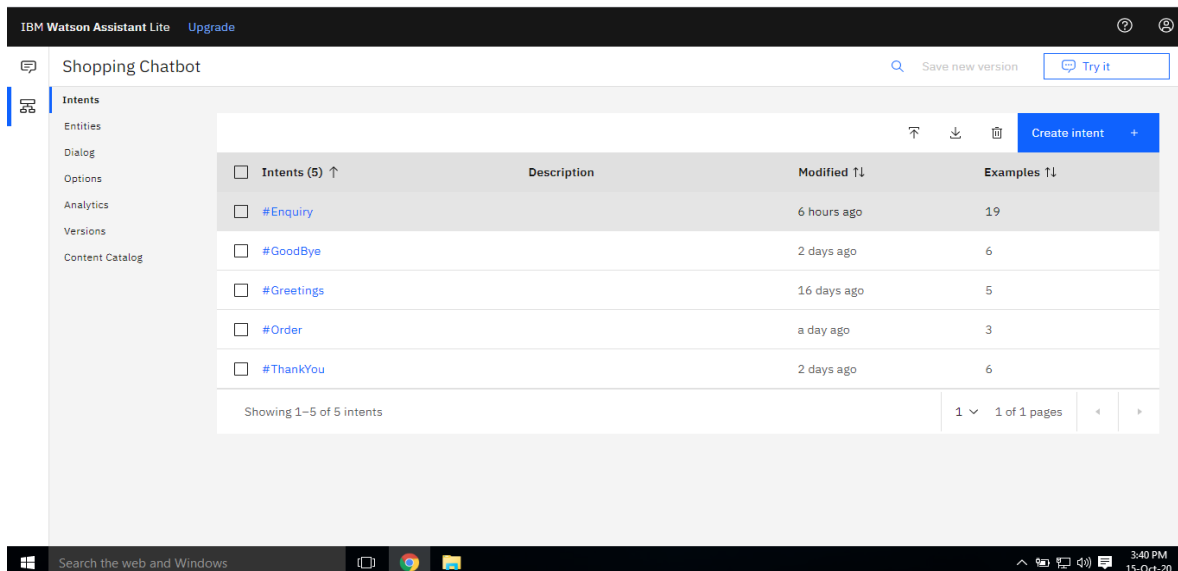 IBM Watson Assistant Lite Upgrade
Shopping Chatbot Save new version Try it
Intents
Entities
Dialog
Options
Analytics
Versions
Content Catalog
Create intent +
Intents (5) ↑ Description Modified ↑↓ Examples ↑↓
#Enquiry 6 hours ago 19
#GoodBye 2 days ago 6
#Greetings 16 days ago 5
#Order a day ago 3
#ThankYou 2 days ago 6
Showing 1–5 of 5 intents 1 1 of 1 pages
Search the web and Windows 3:40 PM
15-Oct-20